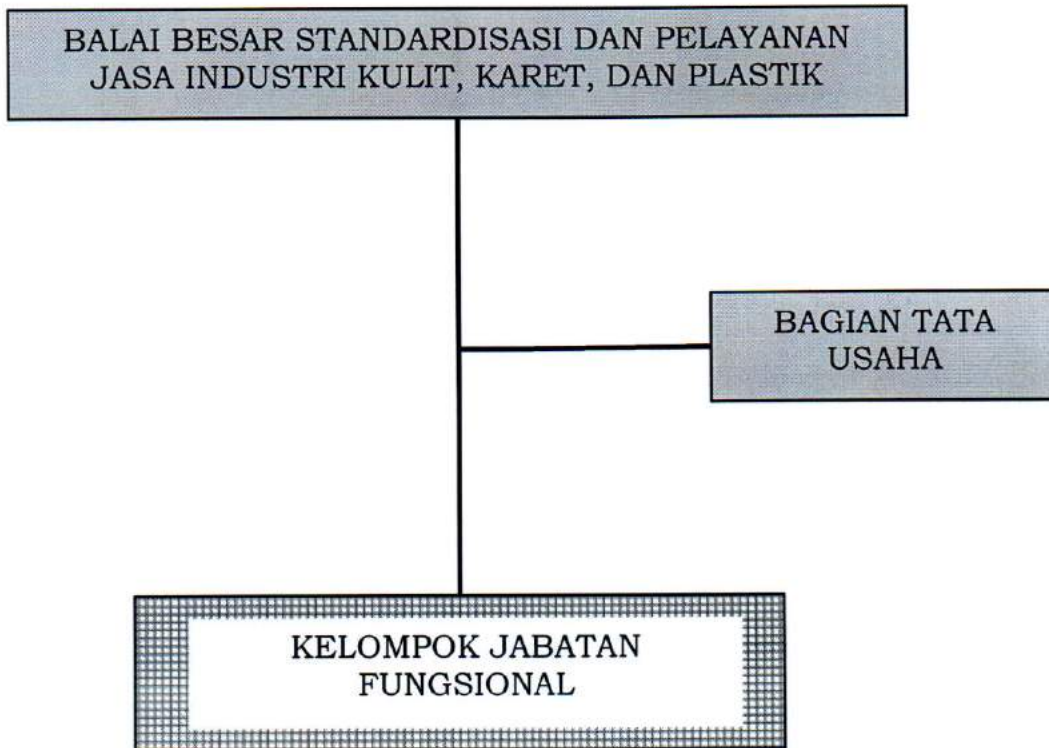 BALAI BESAR STANDARDISASI DAN PELAYANAN
JASA INDUSTRI KULIT, KARET, DAN PLASTIK
BAGIAN TATA
USAHA
KELOMPOK JABATAN
FUNGSIONAL